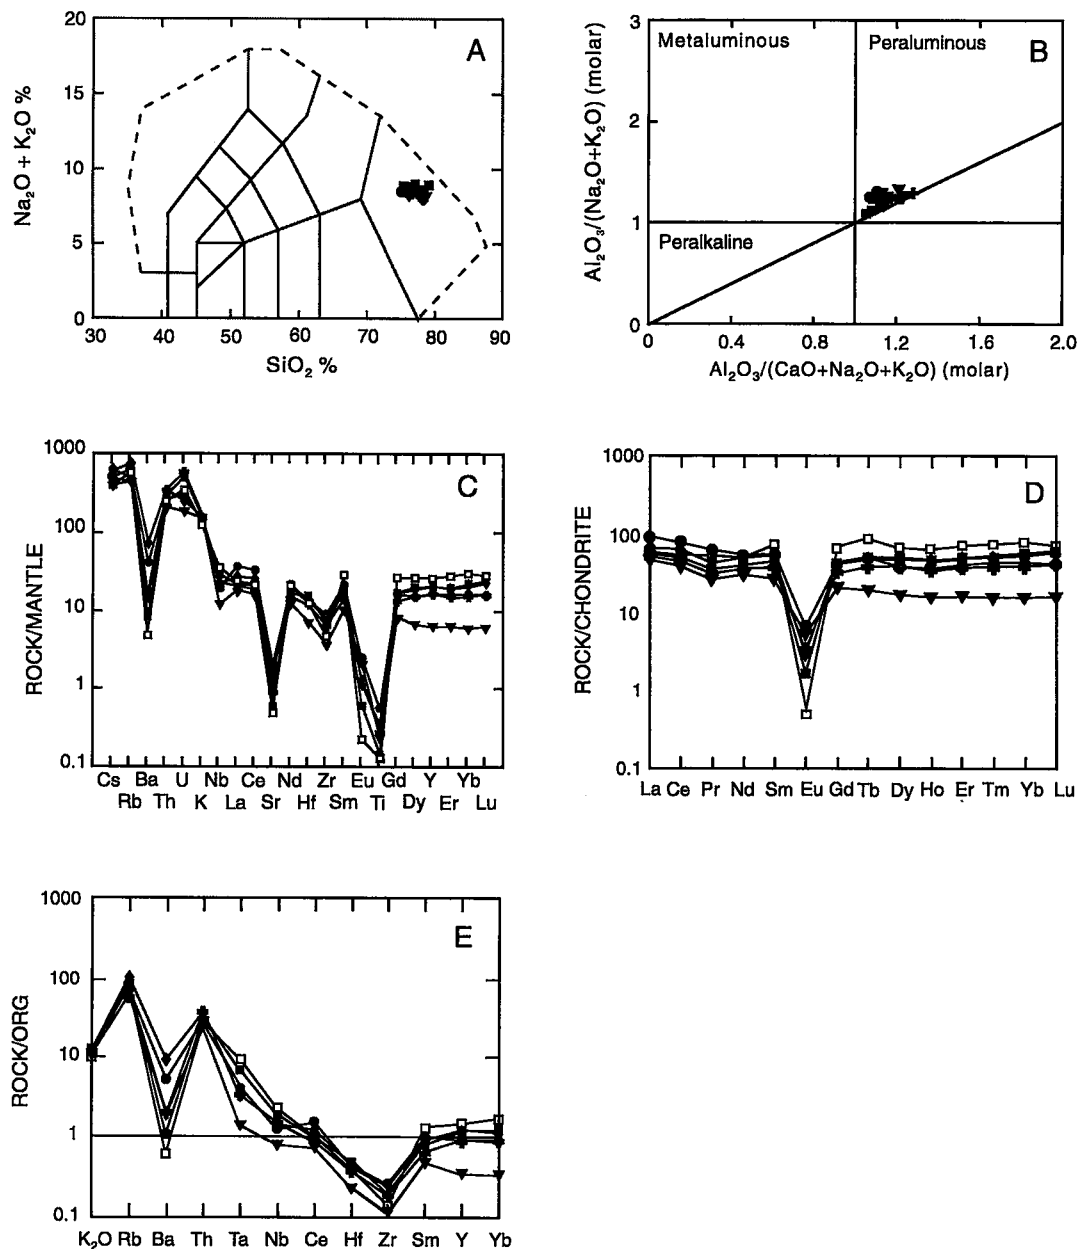 A
Na₂O + K₂O %
20
15
10
5
0
30 40 50 60 70 80 90
SiO₂ %
B
Metaluminous Peraluminous
Peralkaline
Al₂O₃/(Na₂O+K₂O) (molar)
3
2
1
0
0 0.4 0.8 1.2 1.6 2.0
Al₂O₃/(CaO+Na₂O+K₂O) (molar)
C
ROCK/MANTLE
1000
100
10
1
0.1
Cs Ba U Nb Ce Nd Zr Eu Gd Y Yb
Rb Th K La Sr Hf Sm Ti Dy Er Lu
D
ROCK/CHONDRITE
1000
100
10
1
0.1
La Ce Pr Nd Sm Eu Gd Tb Dy Ho Er Tm Yb Lu
E
ROCK/ORG
1000
100
10
1
0.1
K₂O Rb Ba Th Ta Nb Ce Hf Zr Sm Y Yb